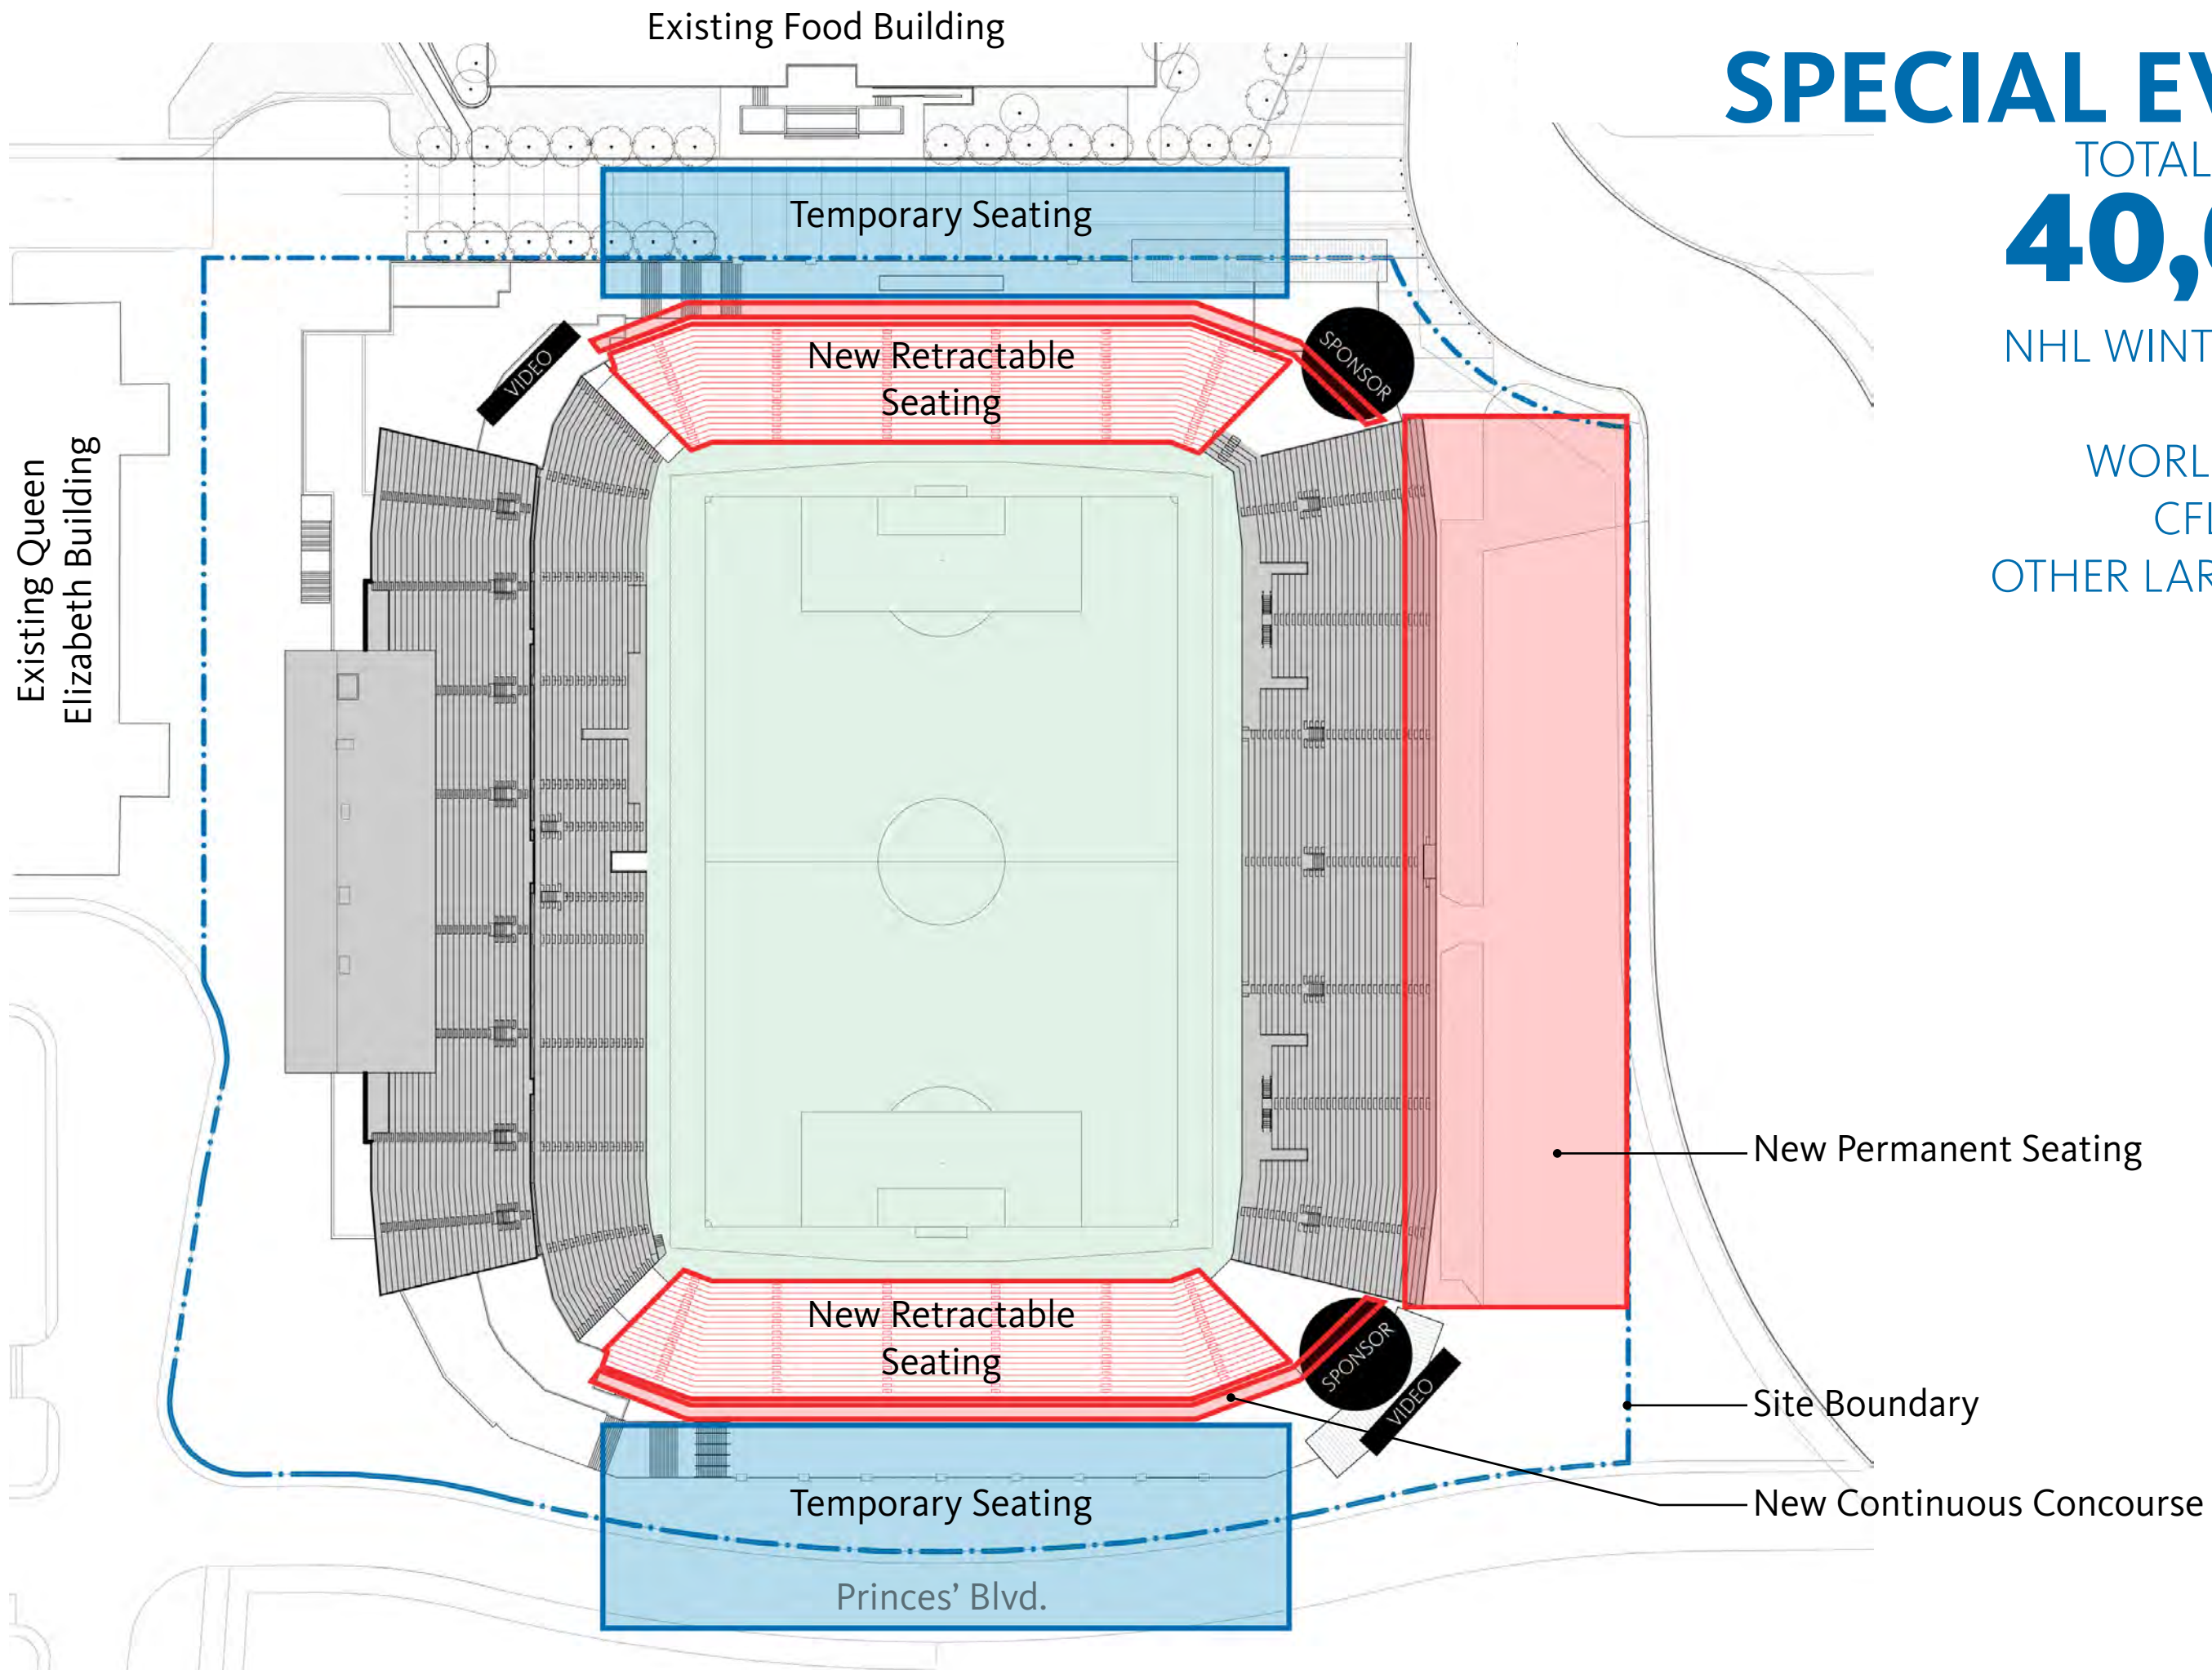 Existing Food Building
SPECIAL EV
TOTAL
40,0
NHL WINT
WORL
CFL
OTHER LAR
Temporary Seating
VIDEO
New Retractable
Seating
SPONSOR
Existing Queen
Elizabeth Building
New Permanent Seating
New Retractable
Seating
SPONSOR
VIDEO
Site Boundary
Temporary Seating
New Continuous Concourse
Princes’ Blvd.